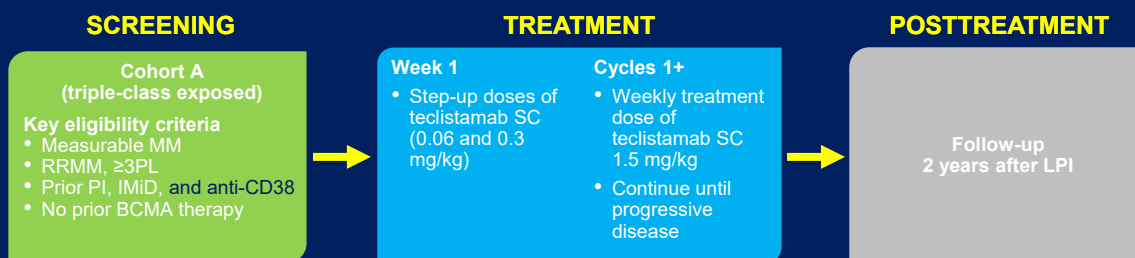 SCREENING
Cohort A
(triple-class exposed)
Key eligibility criteria
• Measurable MM
• RRMM, ≥3PL
• Prior PI, IMiD, and anti-CD38
• No prior BCMA therapy
TREATMENT
Week 1
• Step-up doses of
teclistamab SC
(0.06 and 0.3
mg/kg)
Cycles 1+
• Weekly treatment
dose of
teclistamab SC
1.5 mg/kg
• Continue until
progressive
disease
POSTTREATMENT
Follow-up
2 years after LPI